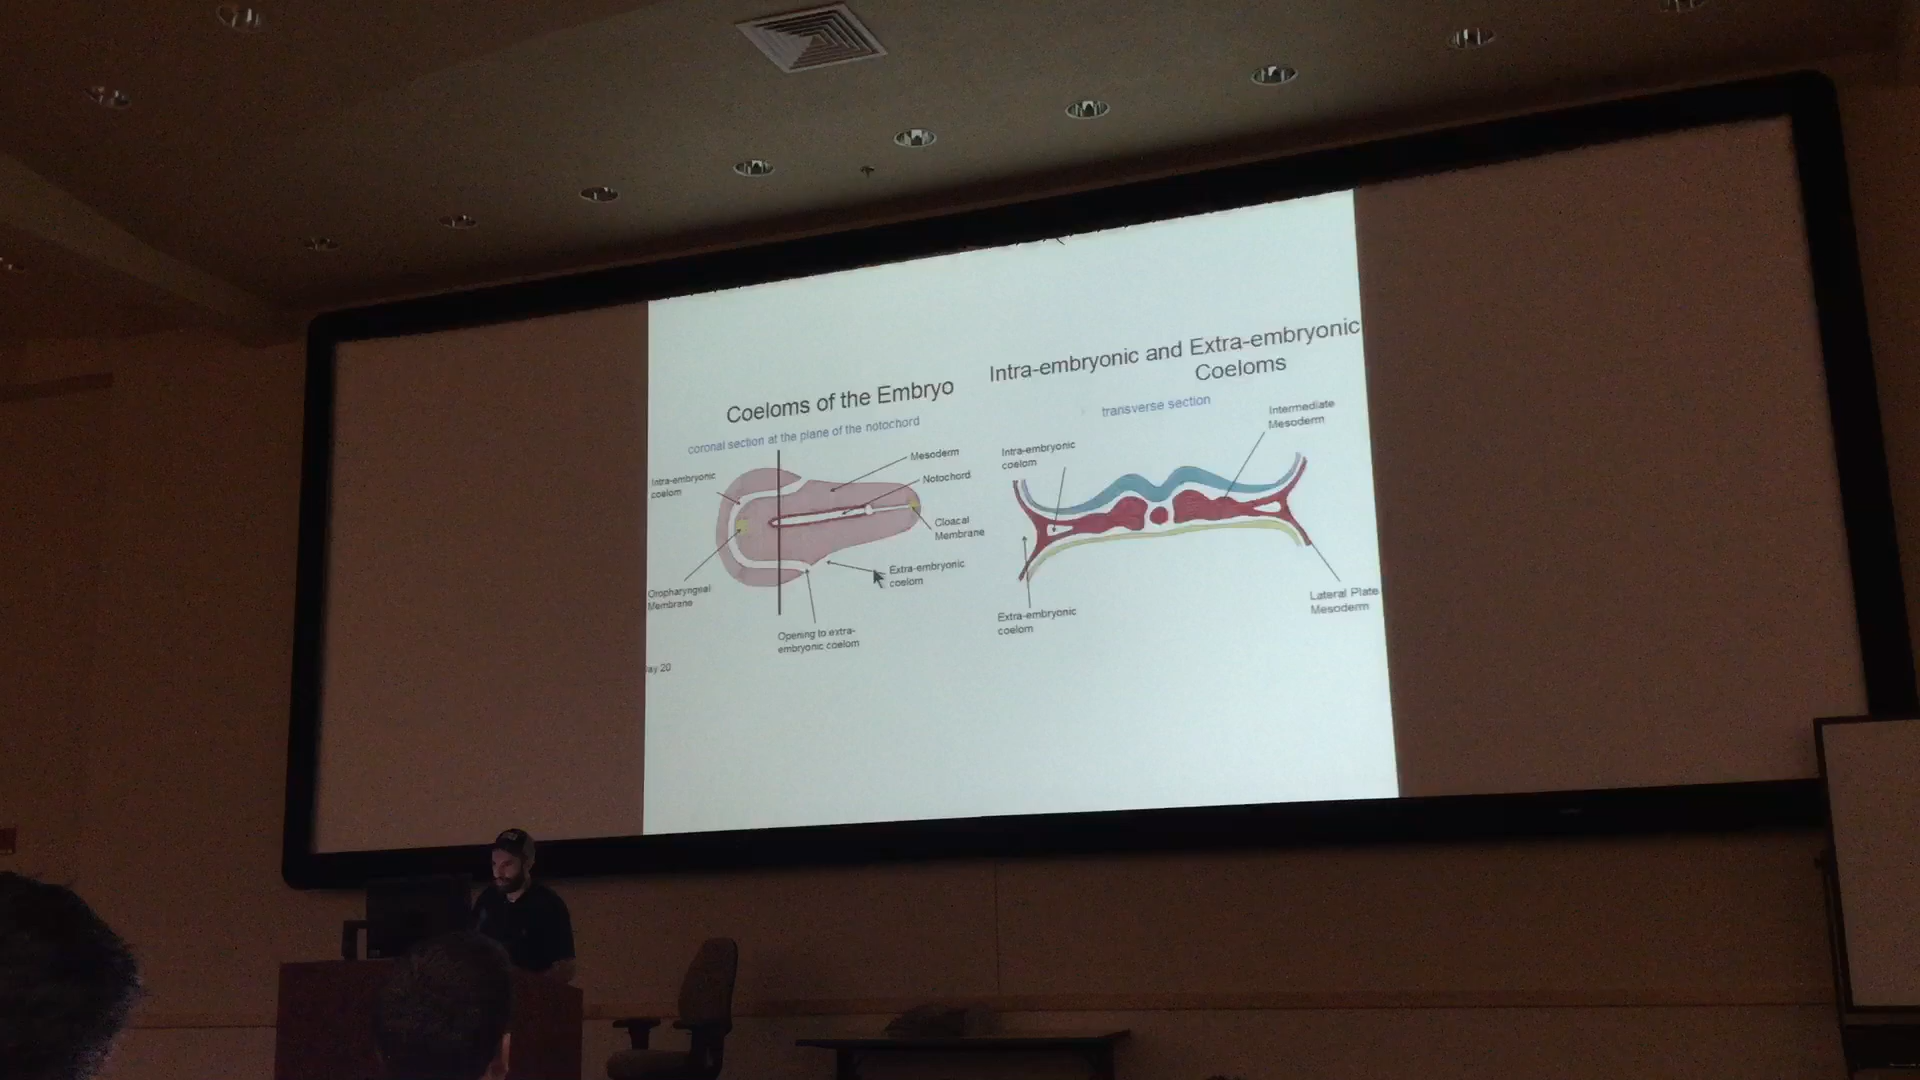 Coeloms of the Embryo
coronal section at the plane of the notochord
Intra-embryonic
coelom
Mesoderm
Notochord
Cloacal
Membrane
Extra-embryonic
coelom
Oropharyngeal
Membrane
Opening to extra-
embryonic coelom
ay 20
Intra-embryonic and Extra-embryonic
Coeloms
transverse section
Intermediate
Mesoderm
Intra-embryonic
coelom
Extra-embryonic
coelom
Lateral Plate
Mesoderm